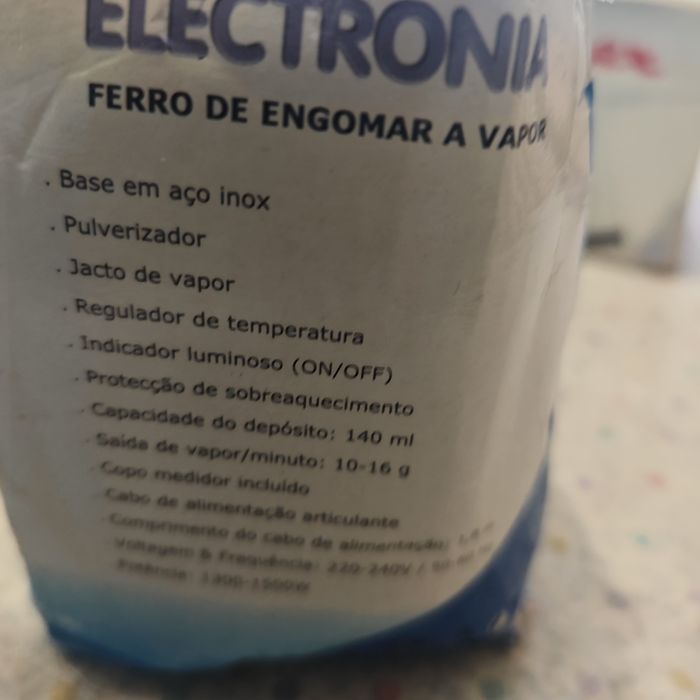 ELECTRONIA
FERRO DE ENGOMAR A VAPOR
. Base em aço inox
. Pulverizador
. Jacto de vapor
. Regulador de temperatura
. Indicador luminoso (ON/OFF)
. Protecção de sobreaquecimento
. Capacidade do depósito: 140 ml
. Saída de vapor/minuto: 10-16 g
. Copo medidor incluído
. Cabo de alimentação articulante
. Comprimento do cabo de alimentação:
. Voltagem & Frequência: 220-240V /
. Potência: 1300-1500W